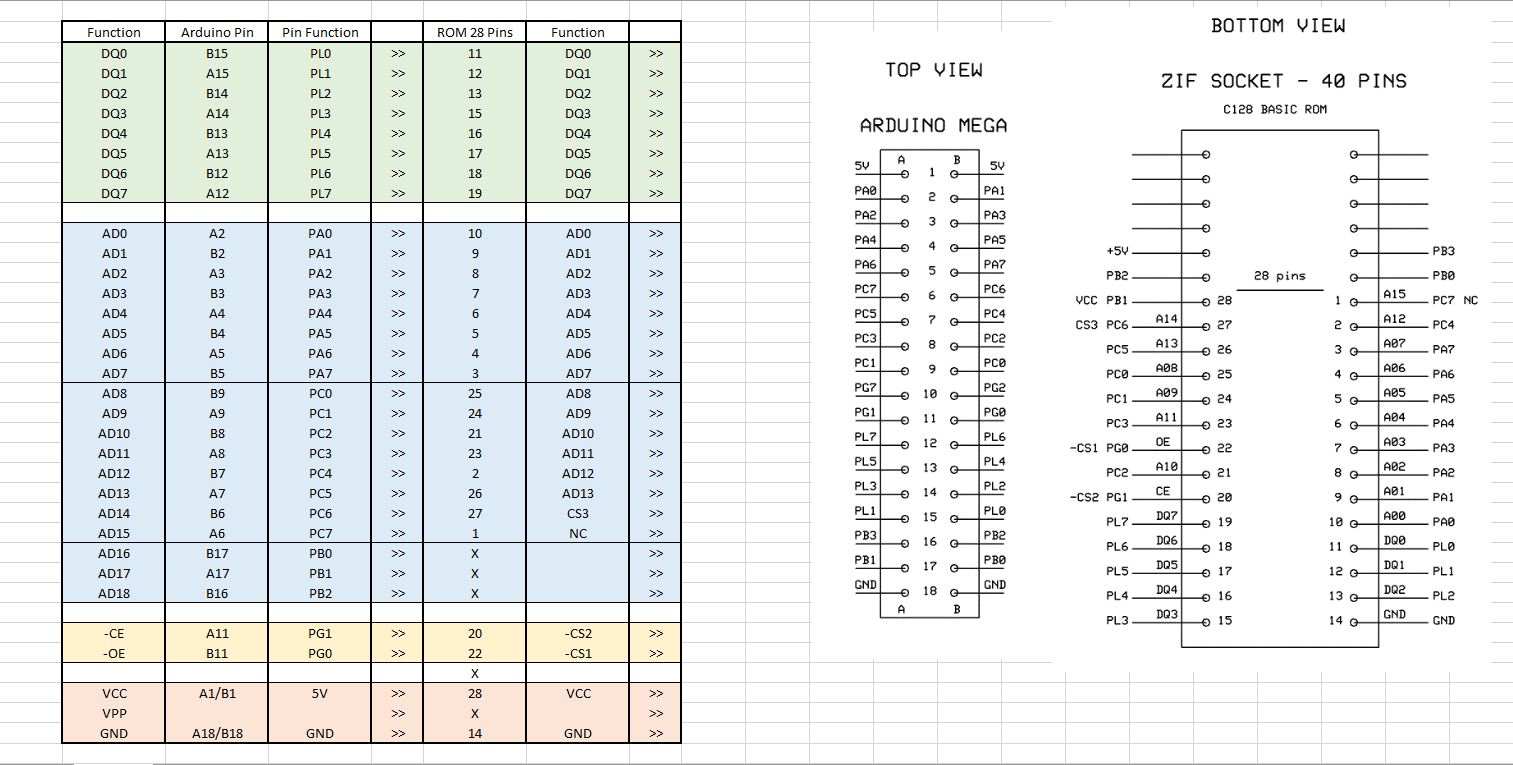 Function Arduino Pin Pin Function ROM 28 Pins Function
DQ0 B15 PL0 >> 11 DQ0 >>
DQ1 A15 PL1 >> 12 DQ1 >>
DQ2 B14 PL2 >> 13 DQ2 >>
DQ3 A14 PL3 >> 15 DQ3 >>
DQ4 B13 PL4 >> 16 DQ4 >>
DQ5 A13 PL5 >> 17 DQ5 >>
DQ6 B12 PL6 >> 18 DQ6 >>
DQ7 A12 PL7 >> 19 DQ7 >>
AD0 A2 PA0 >> 10 AD0 >>
AD1 B2 PA1 >> 9 AD1 >>
AD2 A3 PA2 >> 8 AD2 >>
AD3 B3 PA3 >> 7 AD3 >>
AD4 A4 PA4 >> 6 AD4 >>
AD5 B4 PA5 >> 5 AD5 >>
AD6 A5 PA6 >> 4 AD6 >>
AD7 B5 PA7 >> 3 AD7 >>
AD8 B9 PC0 >> 25 AD8 >>
AD9 A9 PC1 >> 24 AD9 >>
AD10 B8 PC2 >> 21 AD10 >>
AD11 A8 PC3 >> 23 AD11 >>
AD12 B7 PC4 >> 2 AD12 >>
AD13 A7 PC5 >> 26 AD13 >>
AD14 B6 PC6 >> 27 CS3 >>
AD15 A6 PC7 >> 1 NC >>
AD16 B17 PB0 >> X >>
AD17 A17 PB1 >> X >>
AD18 B16 PB2 >> X >>
-CE A11 PG1 >> 20 -CS2 >>
-OE B11 PG0 >> 22 -CS1 >>
X
VCC A1/B1 5V >> 28 VCC >>
VPP >> X >>
GND A18/B18 GND >> 14 GND >>
TOP VIEW
ARDUINO MEGA
A B
5V 1 5V
PA0 2 PA1
PA2 3 PA3
PA4 4 PA5
PA6 5 PA7
PC7 6 PC6
PC5 7 PC4
PC3 8 PC2
PC1 9 PC0
PG7 10 PG2
PG1 11 PG0
PL7 12 PL6
PL5 13 PL4
PL3 14 PL2
PL1 15 PL0
PB3 16 PB2
PB1 17 PB0
GND 18 GND
A B
BOTTOM VIEW
ZIF SOCKET - 40 PINS
C128 BASIC ROM
+5V PB3
PB2 28 pins PB0
VCC PB1 28 1 A15 PC7 NC
CS3 PC6 A14 27 2 A12 PC4
PC5 A13 26 3 A07 PA7
PC0 A08 25 4 A06 PA6
PC1 A09 24 5 A05 PA5
PC3 A11 23 6 A04 PA4
-CS1 PG0 OE 22 7 A03 PA3
PC2 A10 21 8 A02 PA2
-CS2 PG1 CE 20 9 A01 PA1
PL7 DQ7 19 10 A00 PA0
PL6 DQ6 18 11 DQ0 PL0
PL5 DQ5 17 12 DQ1 PL1
PL4 DQ4 16 13 DQ2 PL2
PL3 DQ3 15 14 GND GND